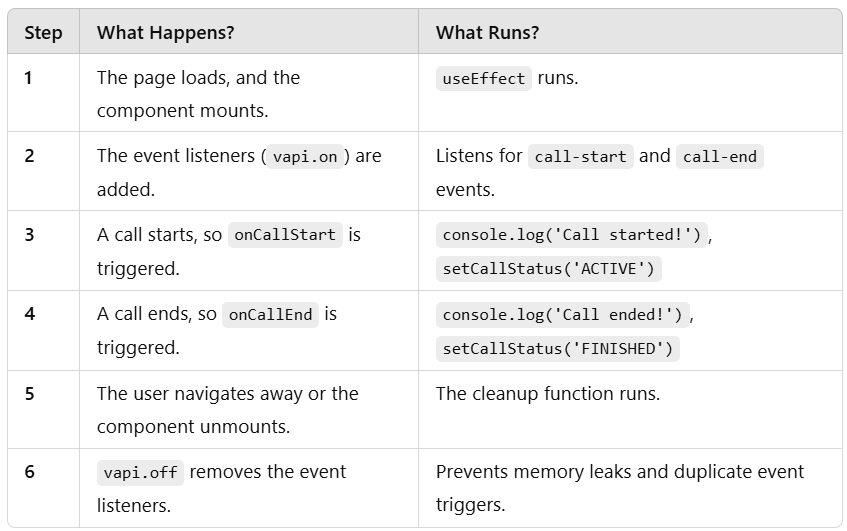 Step What Happens? What Runs?
1 The page loads, and the useEffect runs.
component mounts.
2 The event listeners ( vapi.on ) are Listens for call-start and call-end
added. events.
3 A call starts, so onCallStart is console.log('Call started!') ,
triggered. setCallStatus('ACTIVE')
4 A call ends, so onCallEnd is console.log('Call ended!') ,
triggered. setCallStatus('FINISHED')
5 The user navigates away or the The cleanup function runs.
component unmounts.
6 vapi.off removes the event Prevents memory leaks and duplicate event
listeners. triggers.